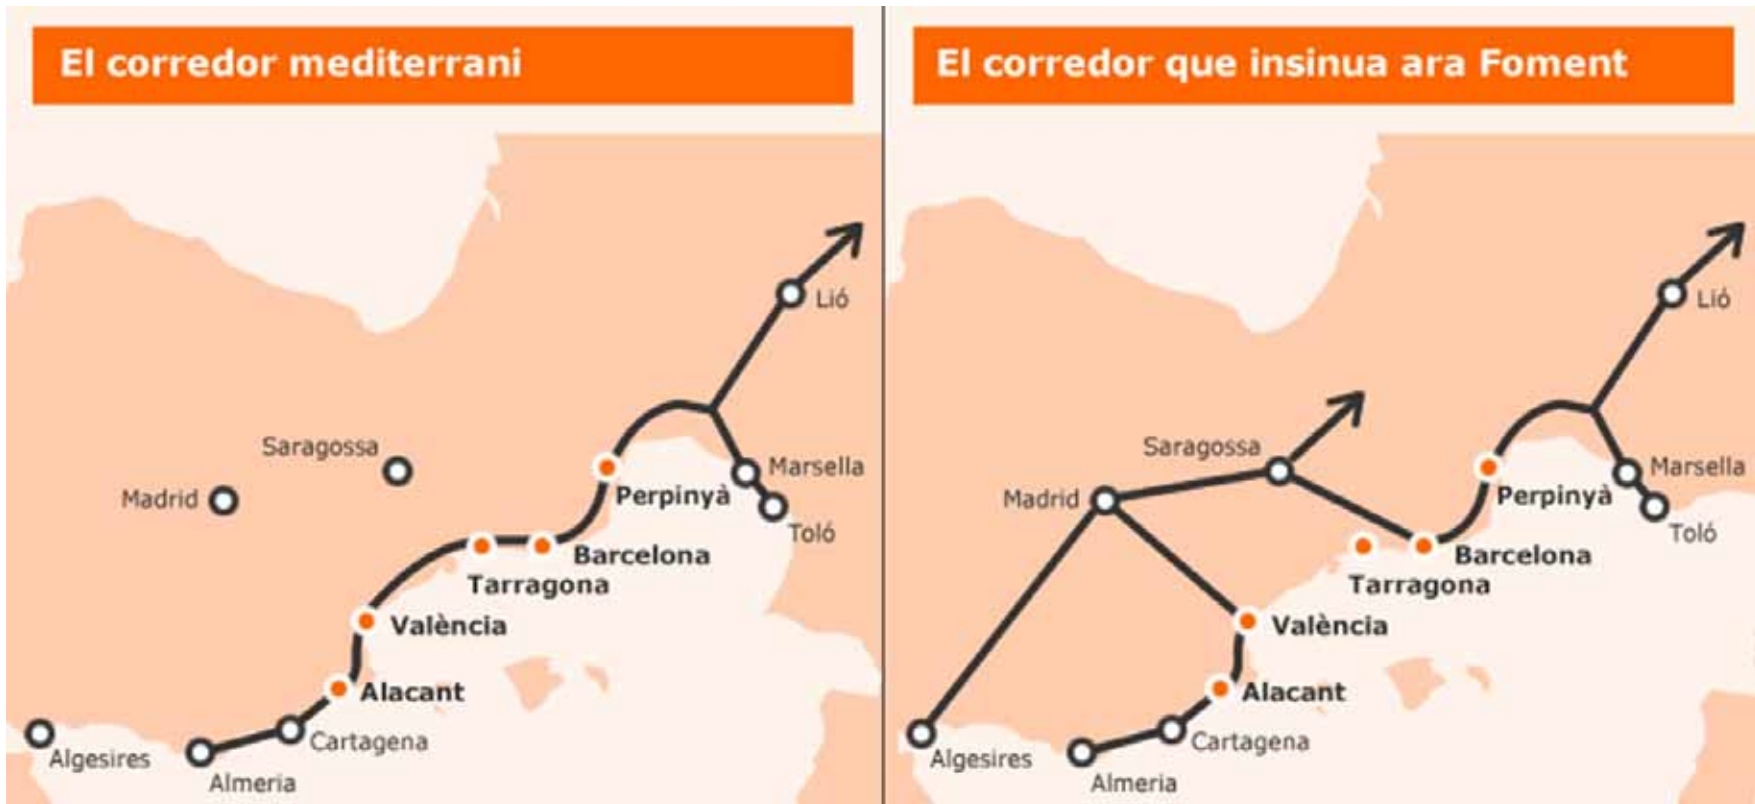 El corredor mediterrani
Lió
Saragossa
Madrid
Marsella
Perpinyà
Toló
Barcelona
Tarragona
València
Alacant
Cartagena
Algesires
Almeria
El corredor que insinua ara Foment
Lió
Saragossa
Madrid
Marsella
Perpinyà
Toló
Barcelona
Tarragona
València
Alacant
Cartagena
Algesires
Almeria